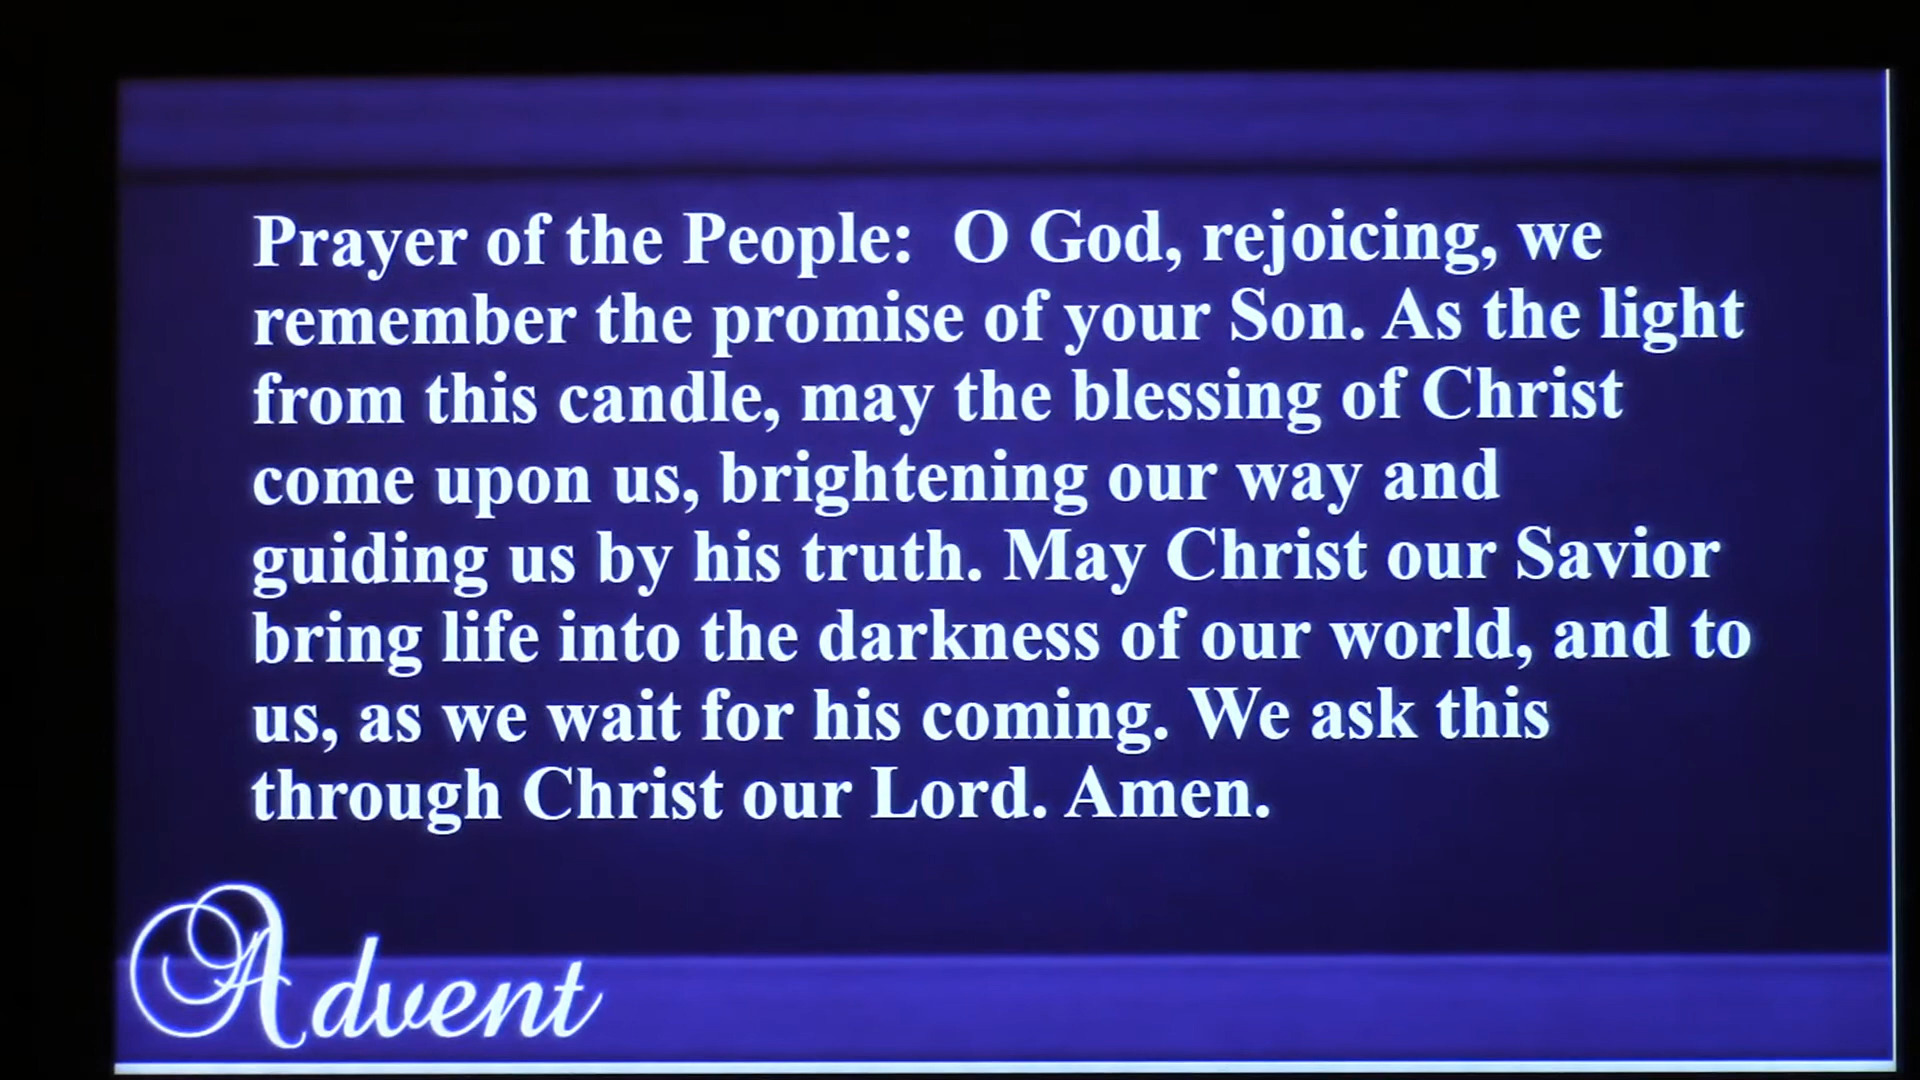 Prayer of the People:  O God, rejoicing, we
remember the promise of your Son. As the light
from this candle, may the blessing of Christ
come upon us, brightening our way and
guiding us by his truth. May Christ our Savior
bring life into the darkness of our world, and to
us, as we wait for his coming. We ask this
through Christ our Lord. Amen.
Advent